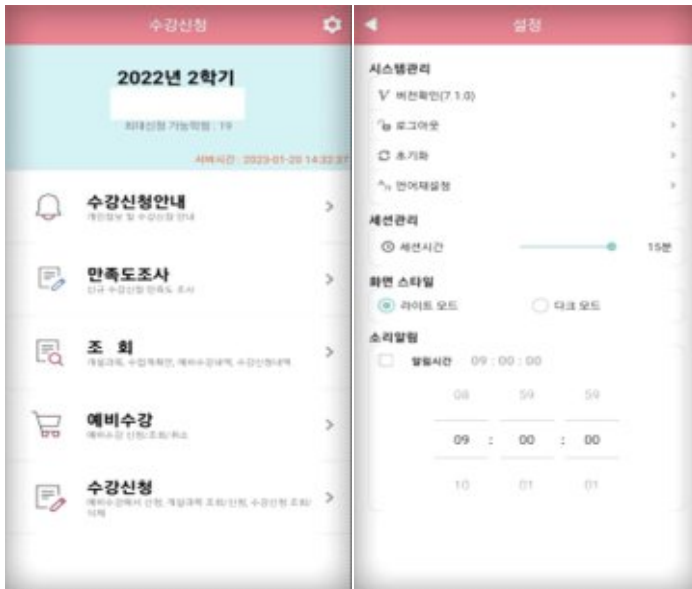 수강신청
2022년 2학기
최대신청 가능학점 : 19
서버시간 : 2023-01-20 14:32:37
수강신청안내
개인정보 및 수강신청 안내
만족도조사
신규 수강신청 만족도 조사
조 회
개설과목, 수업계획안, 예비수강내역, 수강신청내역
예비수강
예비수강 신청/조회/취소
수강신청
예비수강에서 신청, 개설과목 조회/신청, 수강신청 조회/
삭제
설정
시스템관리
V 버전확인(7.1.0)
로그아웃
초기화
언어재설정
세션관리
세션시간 15분
화면 스타일
라이트 모드 다크 모드
소리알림
알림시간 09 : 00 : 00
08 59 59
09 : 00 : 00
10 01 01